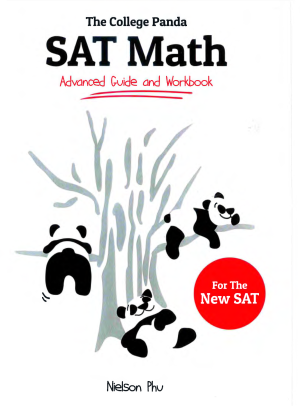 The College Panda
SAT Math
Advanced Guide and Workbook
For The
New SAT
Nielson Phu